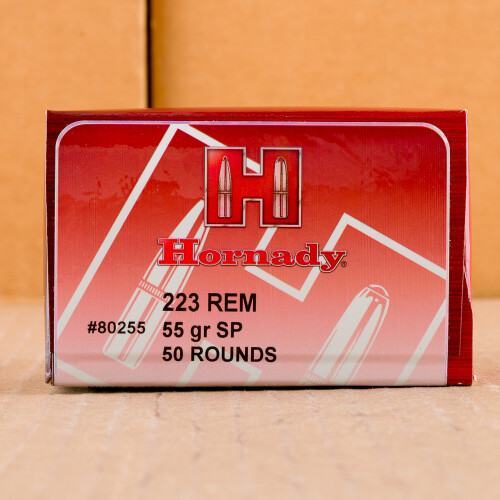 H
Hornady®
223 REM
#80255 55 gr SP
50 ROUNDS